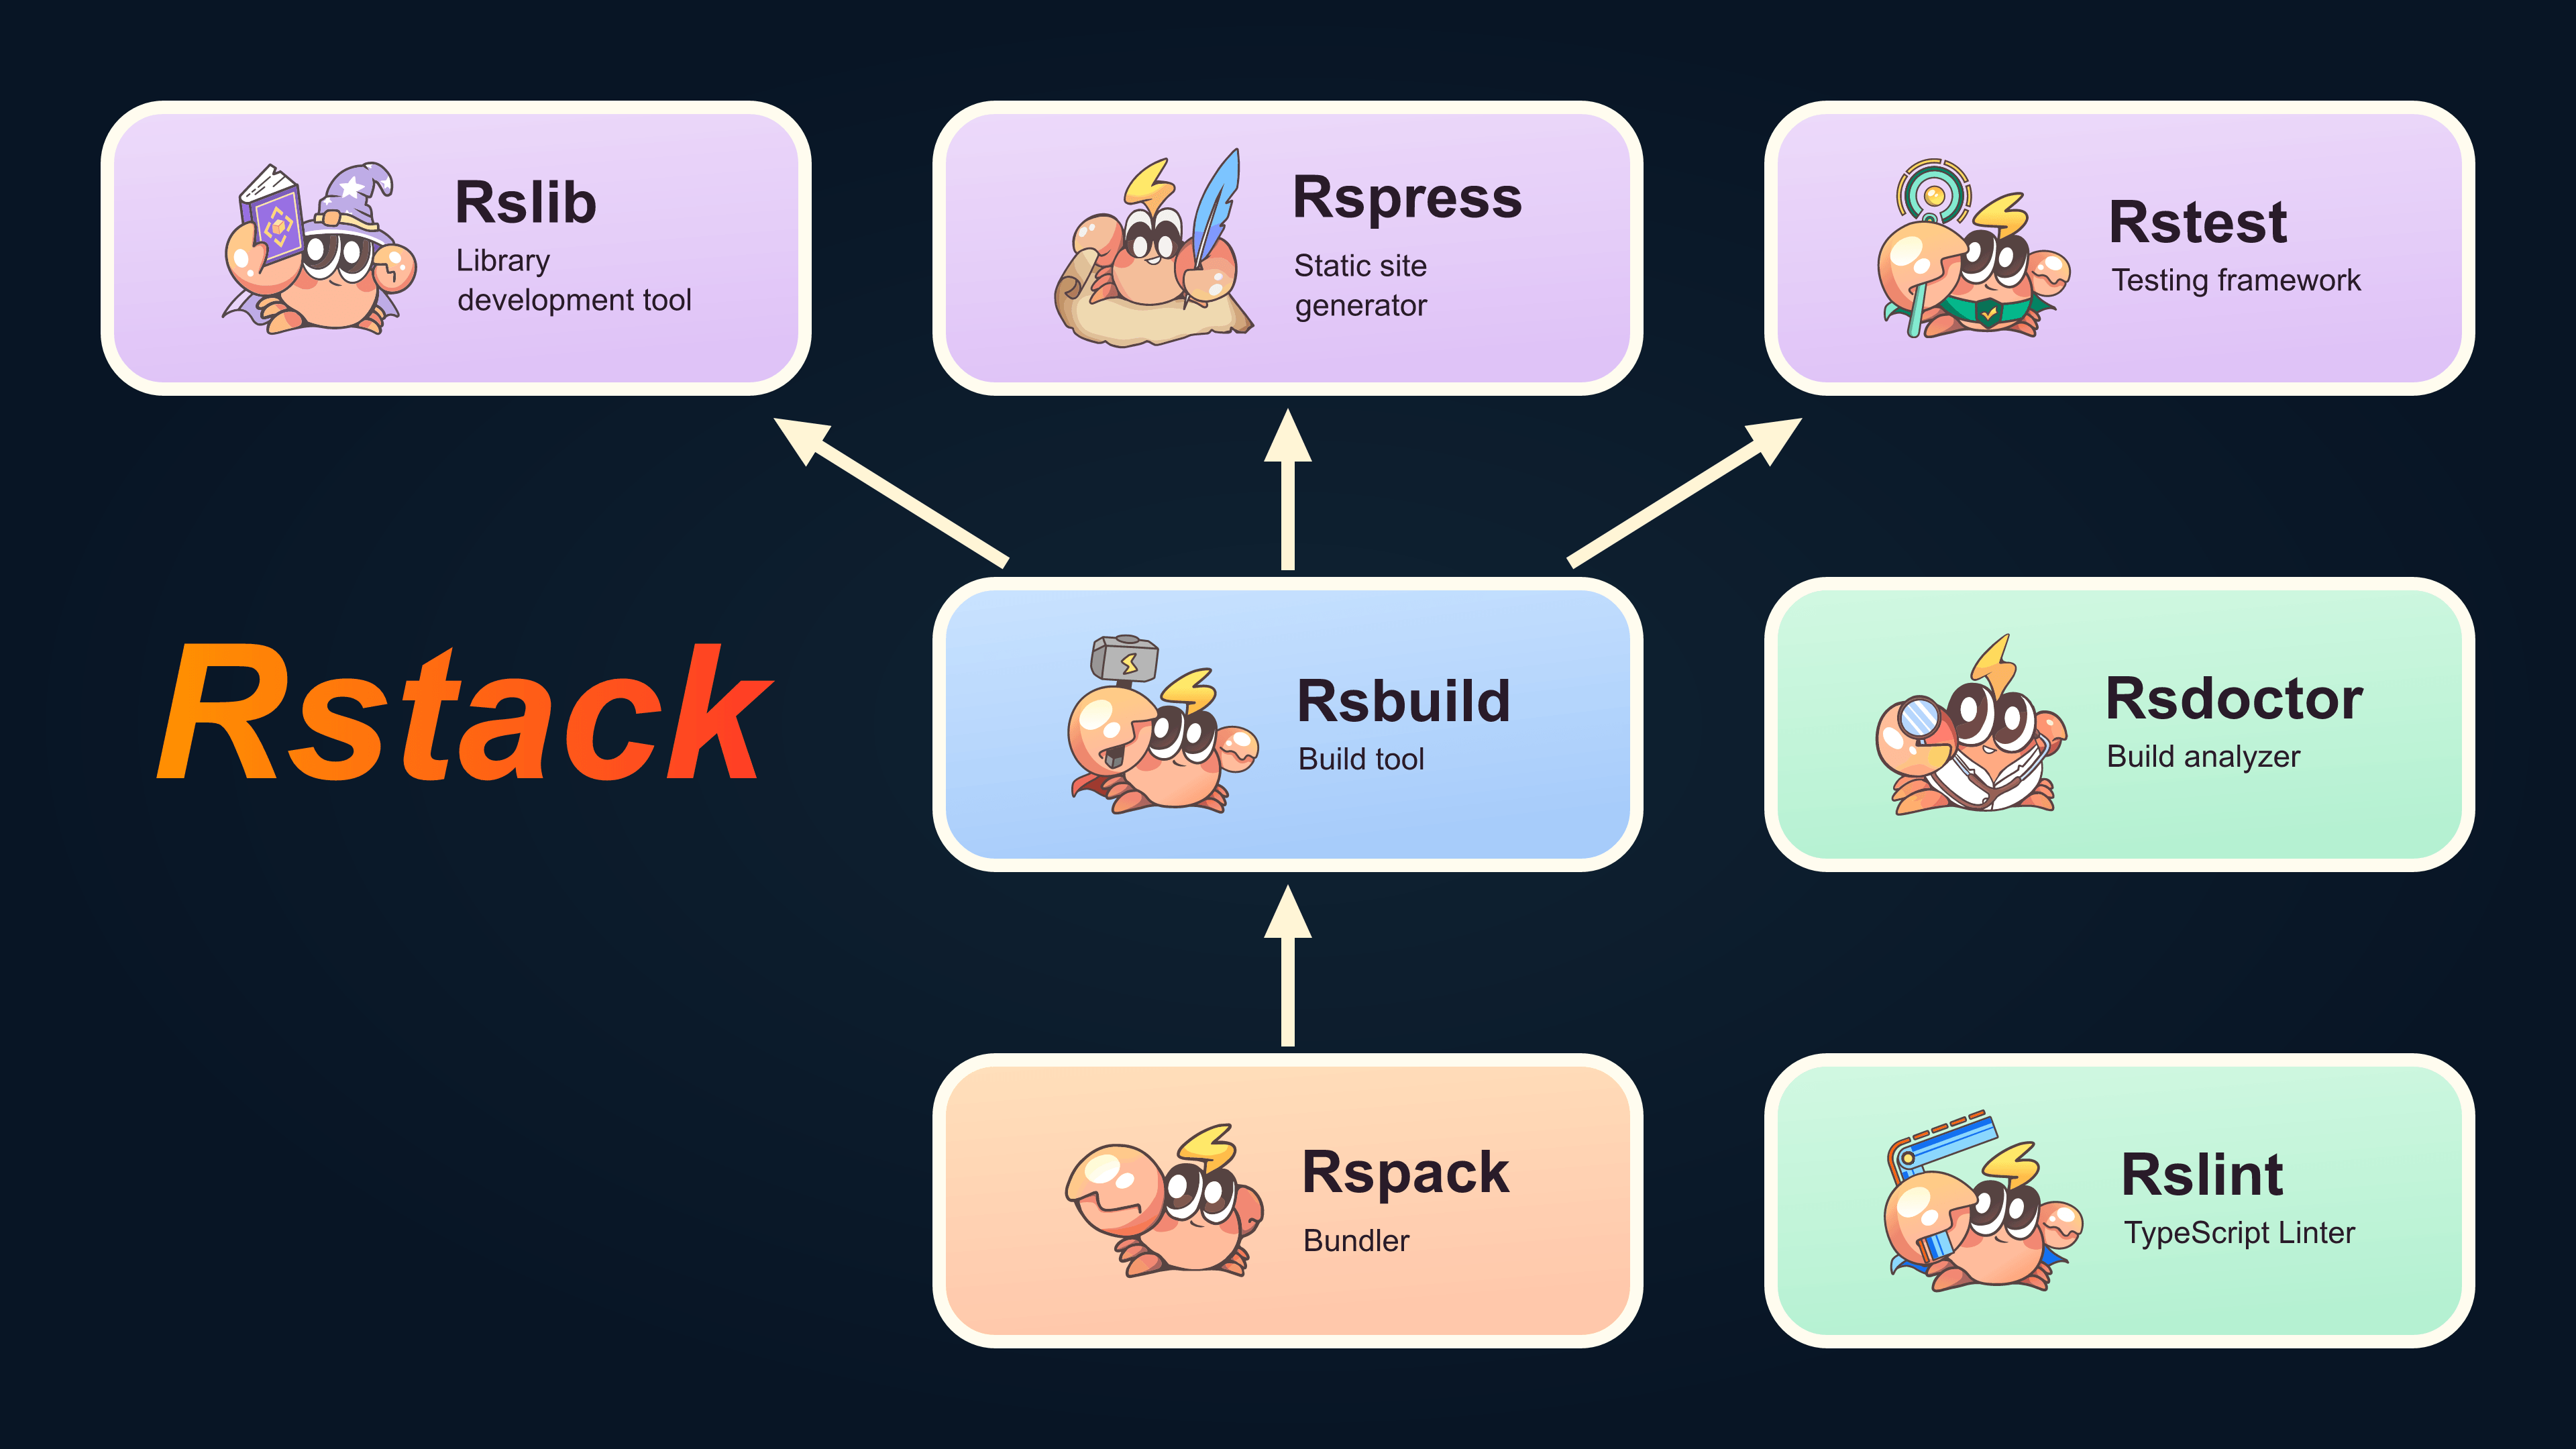 Rslib
Library
development tool
Rspress
Static site
generator
Rstest
Testing framework
Rstack
Rsbuild
Build tool
Rsdoctor
Build analyzer
Rspack
Bundler
Rslint
TypeScript Linter